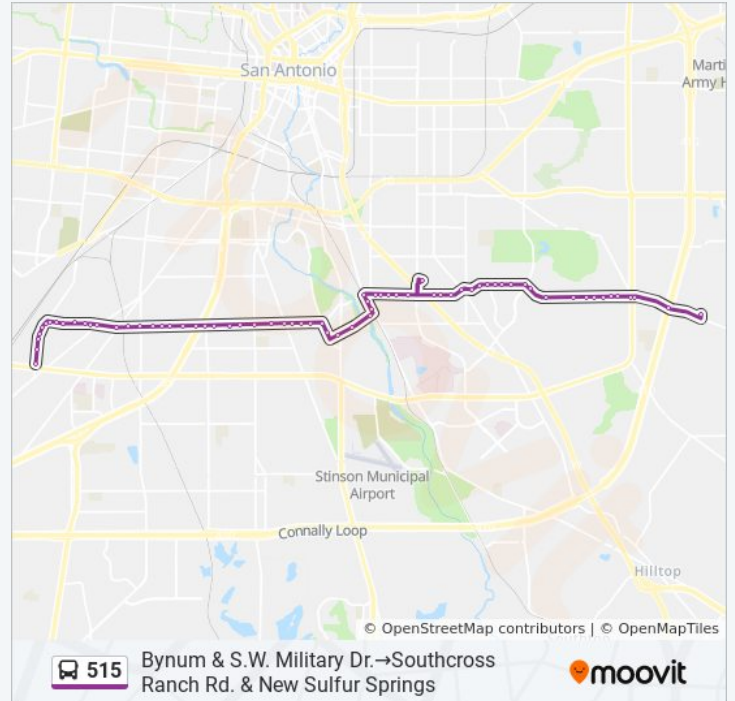 San Antonio
Marti
Army H
Stinson Municipal
Airport
Connally Loop
Hilltop
© OpenStreetMap contributors | © OpenMapTiles
515
Bynum & S.W. Military Dr.→Southcross
Ranch Rd. & New Sulfur Springs
moovit